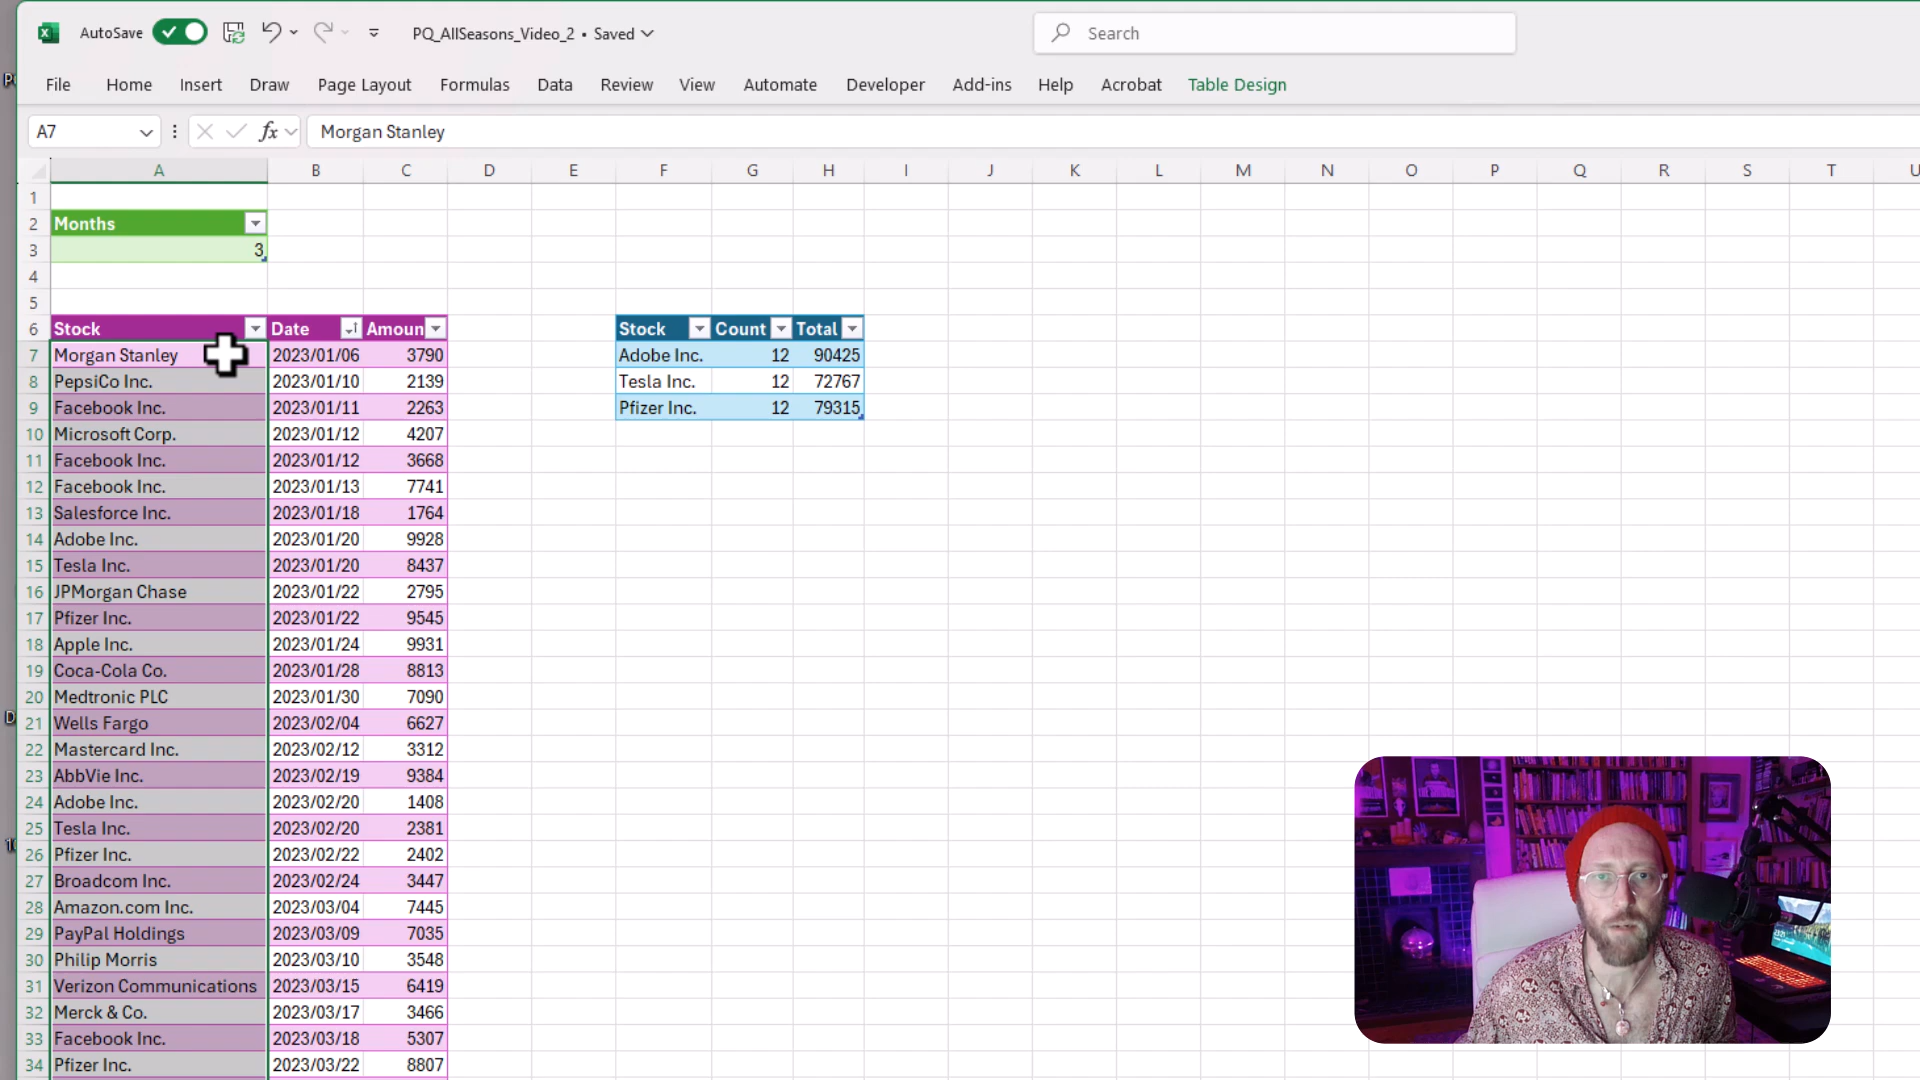 AutoSave PQ_AllSeasons_Video_2 • Saved Search
File Home Insert Draw Page Layout Formulas Data Review View Automate Developer Add-ins Help Acrobat Table Design
A7 fx Morgan Stanley
A B C D E F G H I J K L M N O P Q R S T U
1
2 Months
3 3
4
5
6 Stock Date Amoun Stock Count Total
7 Morgan Stanley 2023/01/06 3790 Adobe Inc. 12 90425
8 PepsiCo Inc. 2023/01/10 2139 Tesla Inc. 12 72767
9 Facebook Inc. 2023/01/11 2263 Pfizer Inc. 12 79315
10 Microsoft Corp. 2023/01/12 4207
11 Facebook Inc. 2023/01/12 3668
12 Facebook Inc. 2023/01/13 7741
13 Salesforce Inc. 2023/01/18 1764
14 Adobe Inc. 2023/01/20 9928
15 Tesla Inc. 2023/01/20 8437
16 JPMorgan Chase 2023/01/22 2795
17 Pfizer Inc. 2023/01/22 9545
18 Apple Inc. 2023/01/24 9931
19 Coca-Cola Co. 2023/01/28 8813
20 Medtronic PLC 2023/01/30 7090
21 Wells Fargo 2023/02/04 6627
22 Mastercard Inc. 2023/02/12 3312
23 AbbVie Inc. 2023/02/19 9384
24 Adobe Inc. 2023/02/20 1408
25 Tesla Inc. 2023/02/20 2381
26 Pfizer Inc. 2023/02/22 2402
27 Broadcom Inc. 2023/02/24 3447
28 Amazon.com Inc. 2023/03/04 7445
29 PayPal Holdings 2023/03/09 7035
30 Philip Morris 2023/03/10 3548
31 Verizon Communications 2023/03/15 6419
32 Merck & Co. 2023/03/17 3466
33 Facebook Inc. 2023/03/18 5307
34 Pfizer Inc. 2023/03/22 8807